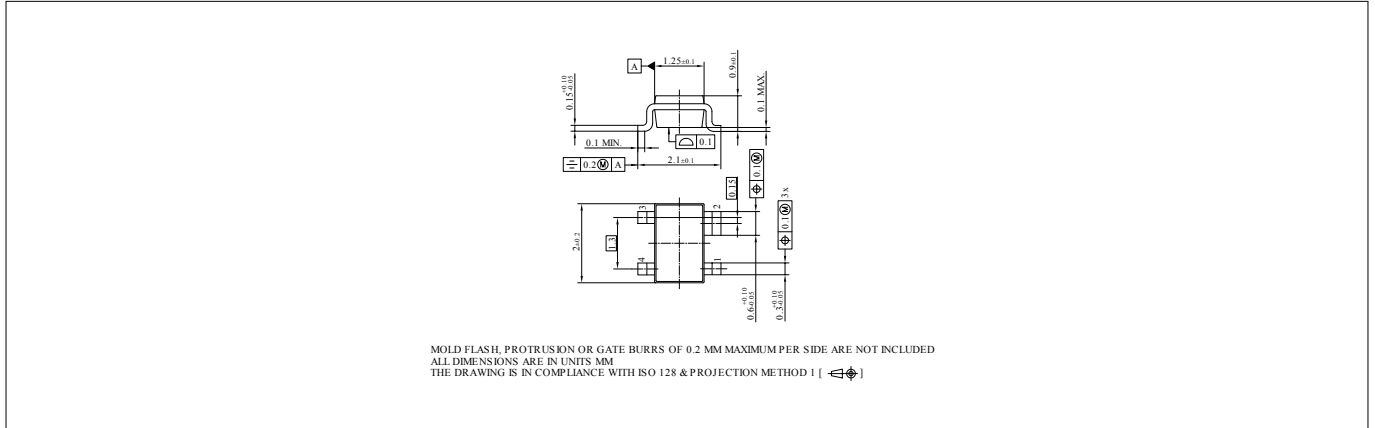 A
1.25±0.1
0.9±0.1
0.1 MAX.
0.15 +0.10 -0.05
0.1 MIN.
⌓ 0.1
⌯ 0.2 Ⓜ A
2.1±0.1
0.15
⌖ 0.1 Ⓜ
⌖ 0.1 Ⓜ 3x
3
2
2±0.2
1.3
4
1
0.6 +0.10 -0.05
0.3 +0.10 -0.05
MOLD FLASH, PROTRUSION OR GATE BURRS OF 0.2 MM MAXIMUM PER SIDE ARE NOT INCLUDED
ALL DIMENSIONS ARE IN UNITS MM
THE DRAWING IS IN COMPLIANCE WITH ISO 128 & PROJECTION METHOD 1 [ ]